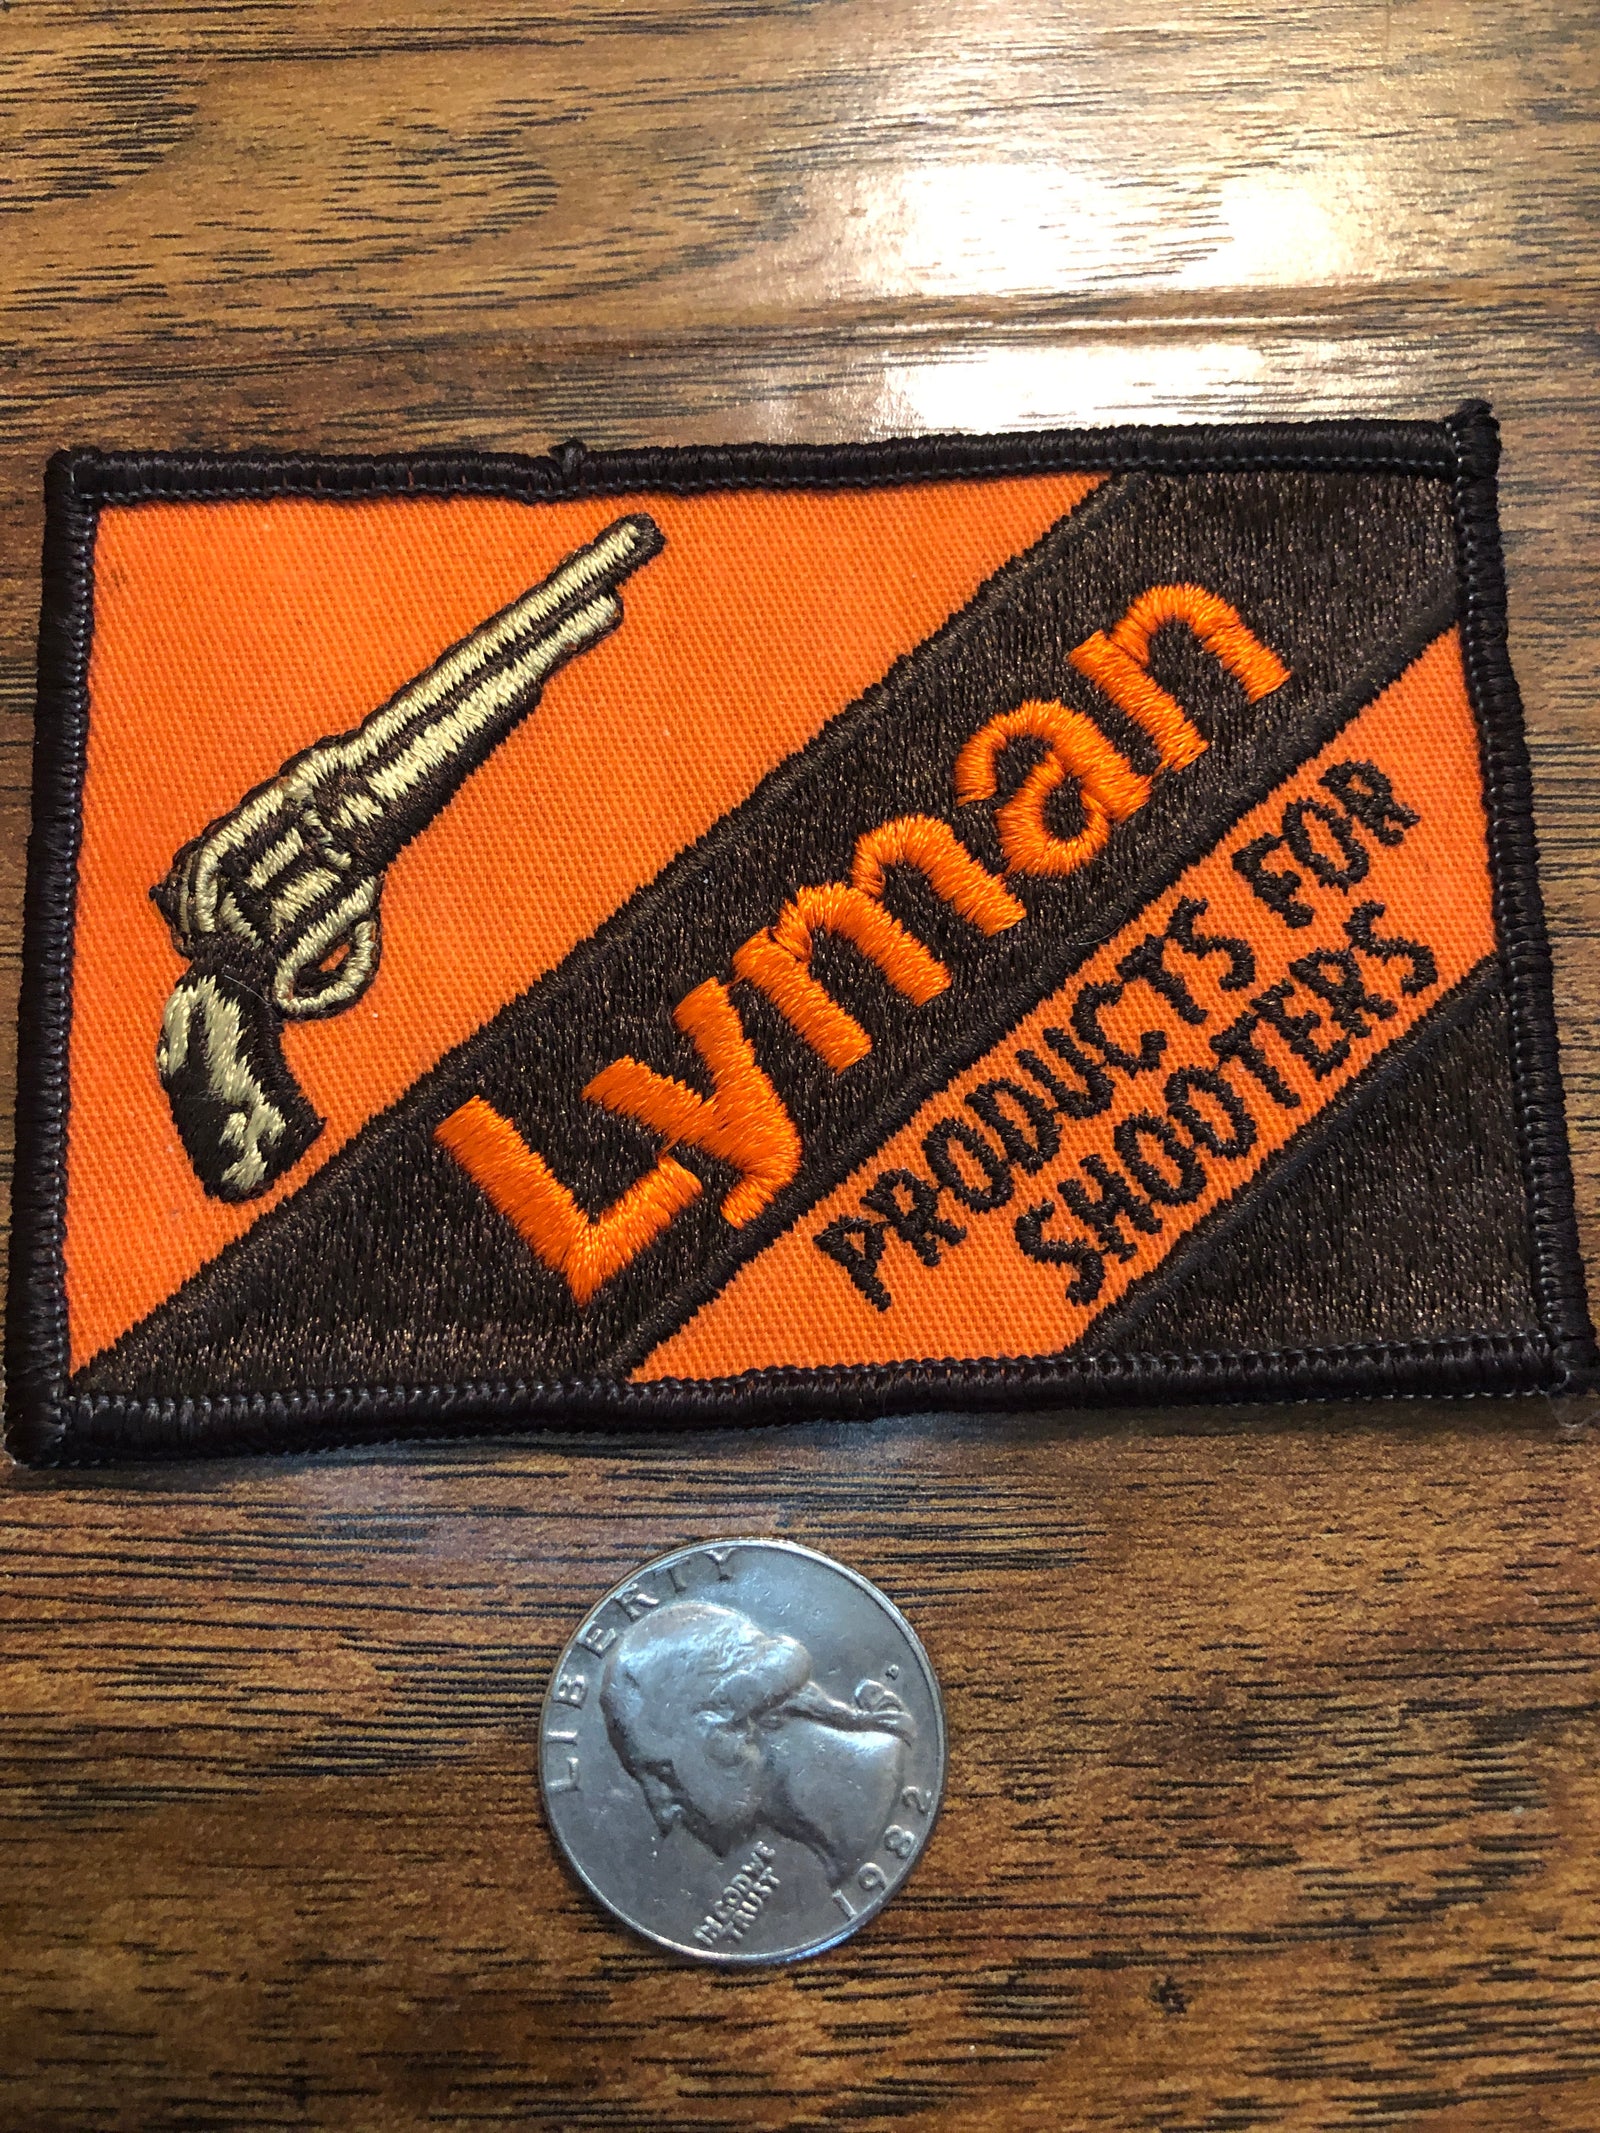 Lyman
PRODUCTS FOR
SHOOTERS
LIBERTY
IN GOD WE
TRUST
1982